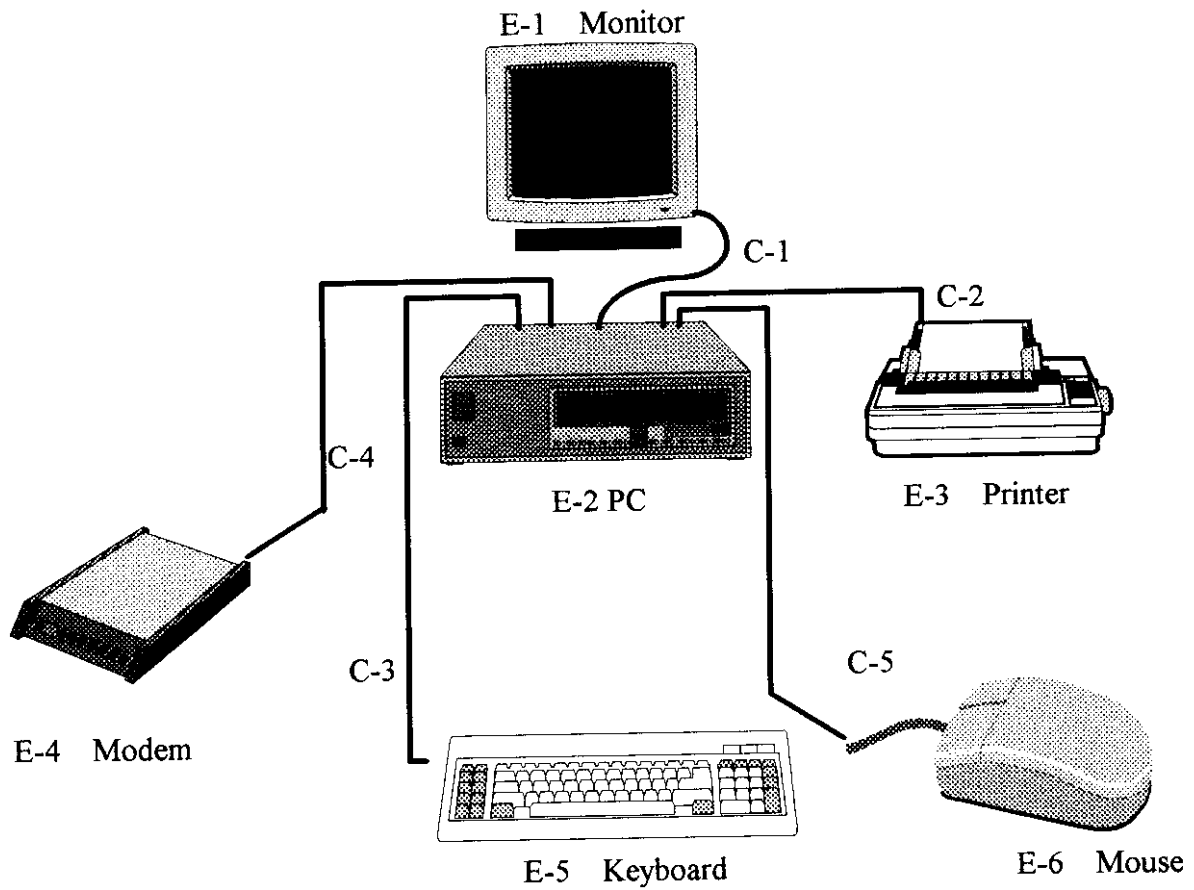 E-1 Monitor
C-1
C-2
C-4
E-2 PC
E-3 Printer
C-3
C-5
E-4 Modem
E-5 Keyboard
E-6 Mouse